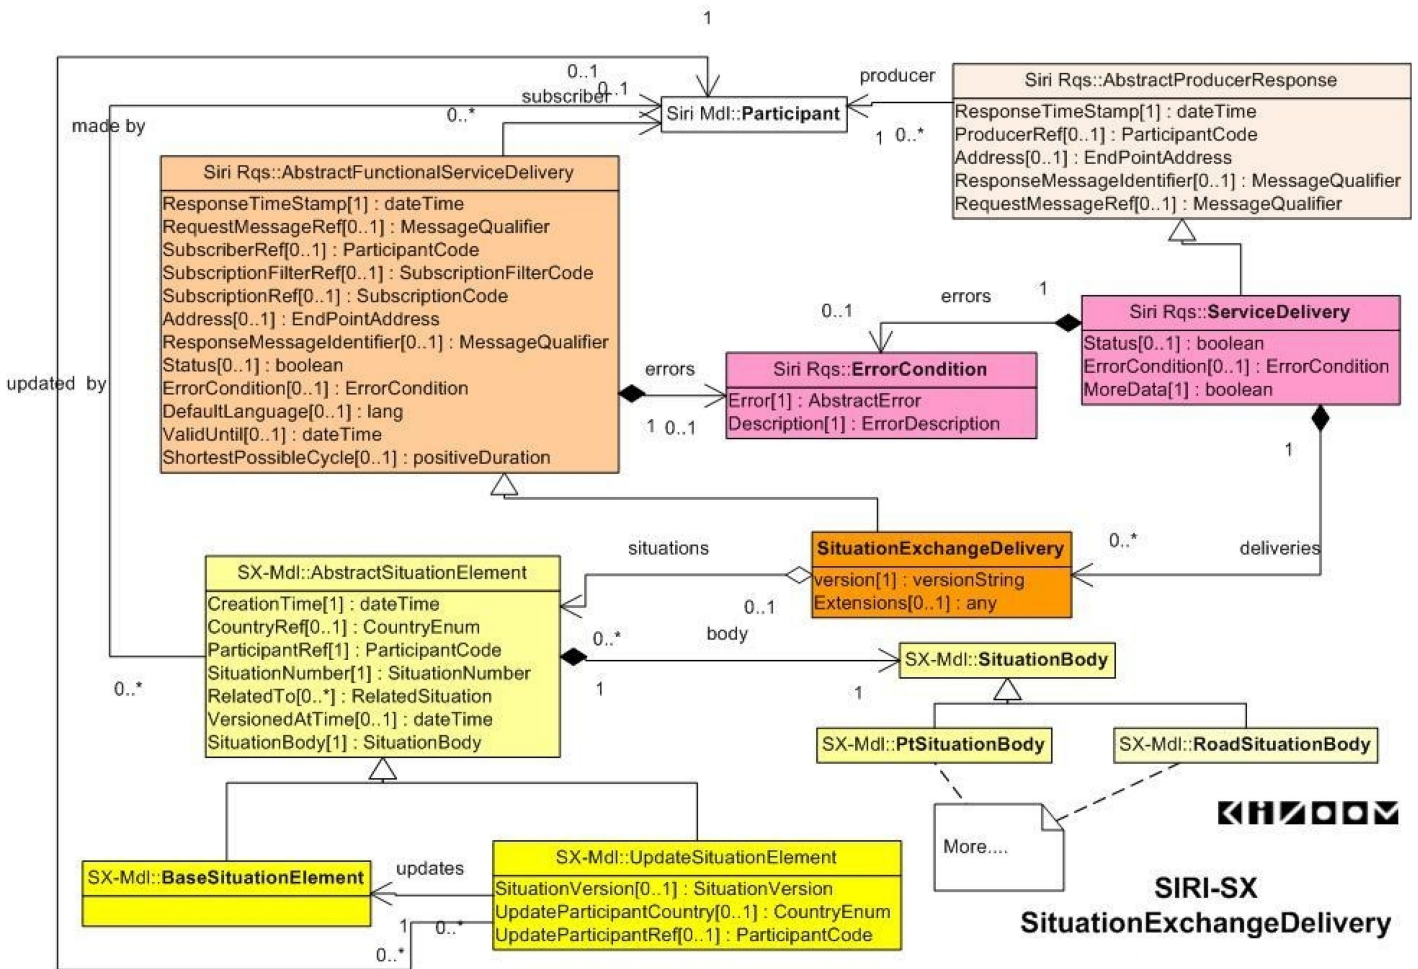 1
0..1
subscriber
0..1
0..*
made by
producer
1
0..*
Siri Mdl::Participant
Siri Rqs::AbstractProducerResponse
ResponseTimeStamp[1] : dateTime
ProducerRef[0..1] : ParticipantCode
Address[0..1] : EndPointAddress
ResponseMessageIdentifier[0..1] : MessageQualifier
RequestMessageRef[0..1] : MessageQualifier
Siri Rqs::AbstractFunctionalServiceDelivery
ResponseTimeStamp[1] : dateTime
RequestMessageRef[0..1] : MessageQualifier
SubscriberRef[0..1] : ParticipantCode
SubscriptionFilterRef[0..1] : SubscriptionFilterCode
SubscriptionRef[0..1] : SubscriptionCode
Address[0..1] : EndPointAddress
ResponseMessageIdentifier[0..1] : MessageQualifier
Status[0..1] : boolean
ErrorCondition[0..1] : ErrorCondition
DefaultLanguage[0..1] : lang
ValidUntil[0..1] : dateTime
ShortestPossibleCycle[0..1] : positiveDuration
updated by
errors
1
0..1
errors
1
0..1
Siri Rqs::ErrorCondition
Error[1] : AbstractError
Description[1] : ErrorDescription
Siri Rqs::ServiceDelivery
Status[0..1] : boolean
ErrorCondition[0..1] : ErrorCondition
MoreData[1] : boolean
1
0..*
deliveries
SituationExchangeDelivery
version[1] : versionString
Extensions[0..1] : any
situations
0..1
0..*
SX-Mdl::AbstractSituationElement
CreationTime[1] : dateTime
CountryRef[0..1] : CountryEnum
ParticipantRef[1] : ParticipantCode
SituationNumber[1] : SituationNumber
RelatedTo[0..*] : RelatedSituation
VersionedAtTime[0..1] : dateTime
SituationBody[1] : SituationBody
0..*
body
1
1
SX-Mdl::SituationBody
SX-Mdl::PtSituationBody
SX-Mdl::RoadSituationBody
More....
SX-Mdl::BaseSituationElement
updates
1
0..*
0..*
SX-Mdl::UpdateSituationElement
SituationVersion[0..1] : SituationVersion
UpdateParticipantCountry[0..1] : CountryEnum
UpdateParticipantRef[0..1] : ParticipantCode
KIZOOM
SIRI-SX
SituationExchangeDelivery